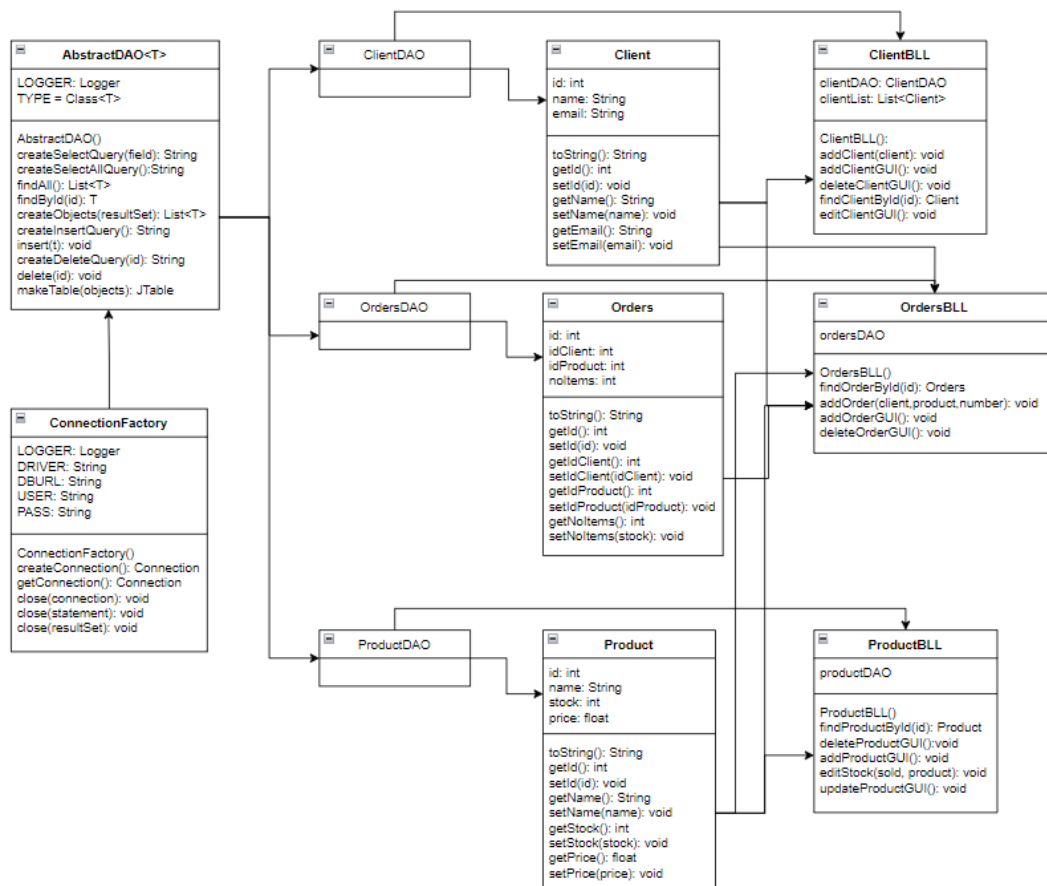 AbstractDAO<T>
LOGGER: Logger
TYPE = Class<T>
AbstractDAO()
createSelectQuery(field): String
createSelectAllQuery():String
findAll(): List<T>
findById(id): T
createObjects(resultSet): List<T>
createInsertQuery(): String
insert(t): void
createDeleteQuery(id): String
delete(id): void
makeTable(objects): JTable
ConnectionFactory
LOGGER: Logger
DRIVER: String
DBURL: String
USER: String
PASS: String
ConnectionFactory()
createConnection(): Connection
getConnection(): Connection
close(connection): void
close(statement): void
close(resultSet): void
ClientDAO
Client
id: int
name: String
email: String
toString(): String
getId(): int
setId(id): void
getName(): String
setName(name): void
getEmail(): String
setEmail(email): void
ClientBLL
clientDAO: ClientDAO
clientList: List<Client>
ClientBLL():
addClient(client): void
addClientGUI(): void
deleteClientGUI(): void
findClientById(id): Client
editClientGUI(): void
OrdersDAO
Orders
id: int
idClient: int
idProduct: int
noItems: int
toString(): String
getId(): int
setId(id): void
getIdClient(): int
setIdClient(idClient): void
getIdProduct(): int
setIdProduct(idProduct): void
getNoItems(): int
setNoItems(stock): void
OrdersBLL
ordersDAO
OrdersBLL()
findOrderById(id): Orders
addOrder(client,product,number): void
addOrderGUI(): void
deleteOrderGUI(): void
ProductDAO
Product
id: int
name: String
stock: int
price: float
toString(): String
getId(): int
setId(id): void
getName(): String
setName(name): void
getStock(): int
setStock(stock): void
getPrice(): float
setPrice(price): void
ProductBLL
productDAO
ProductBLL()
findProductById(id): Product
deleteProductGUI():void
addProductGUI(): void
editStock(sold, product): void
updateProductGUI(): void